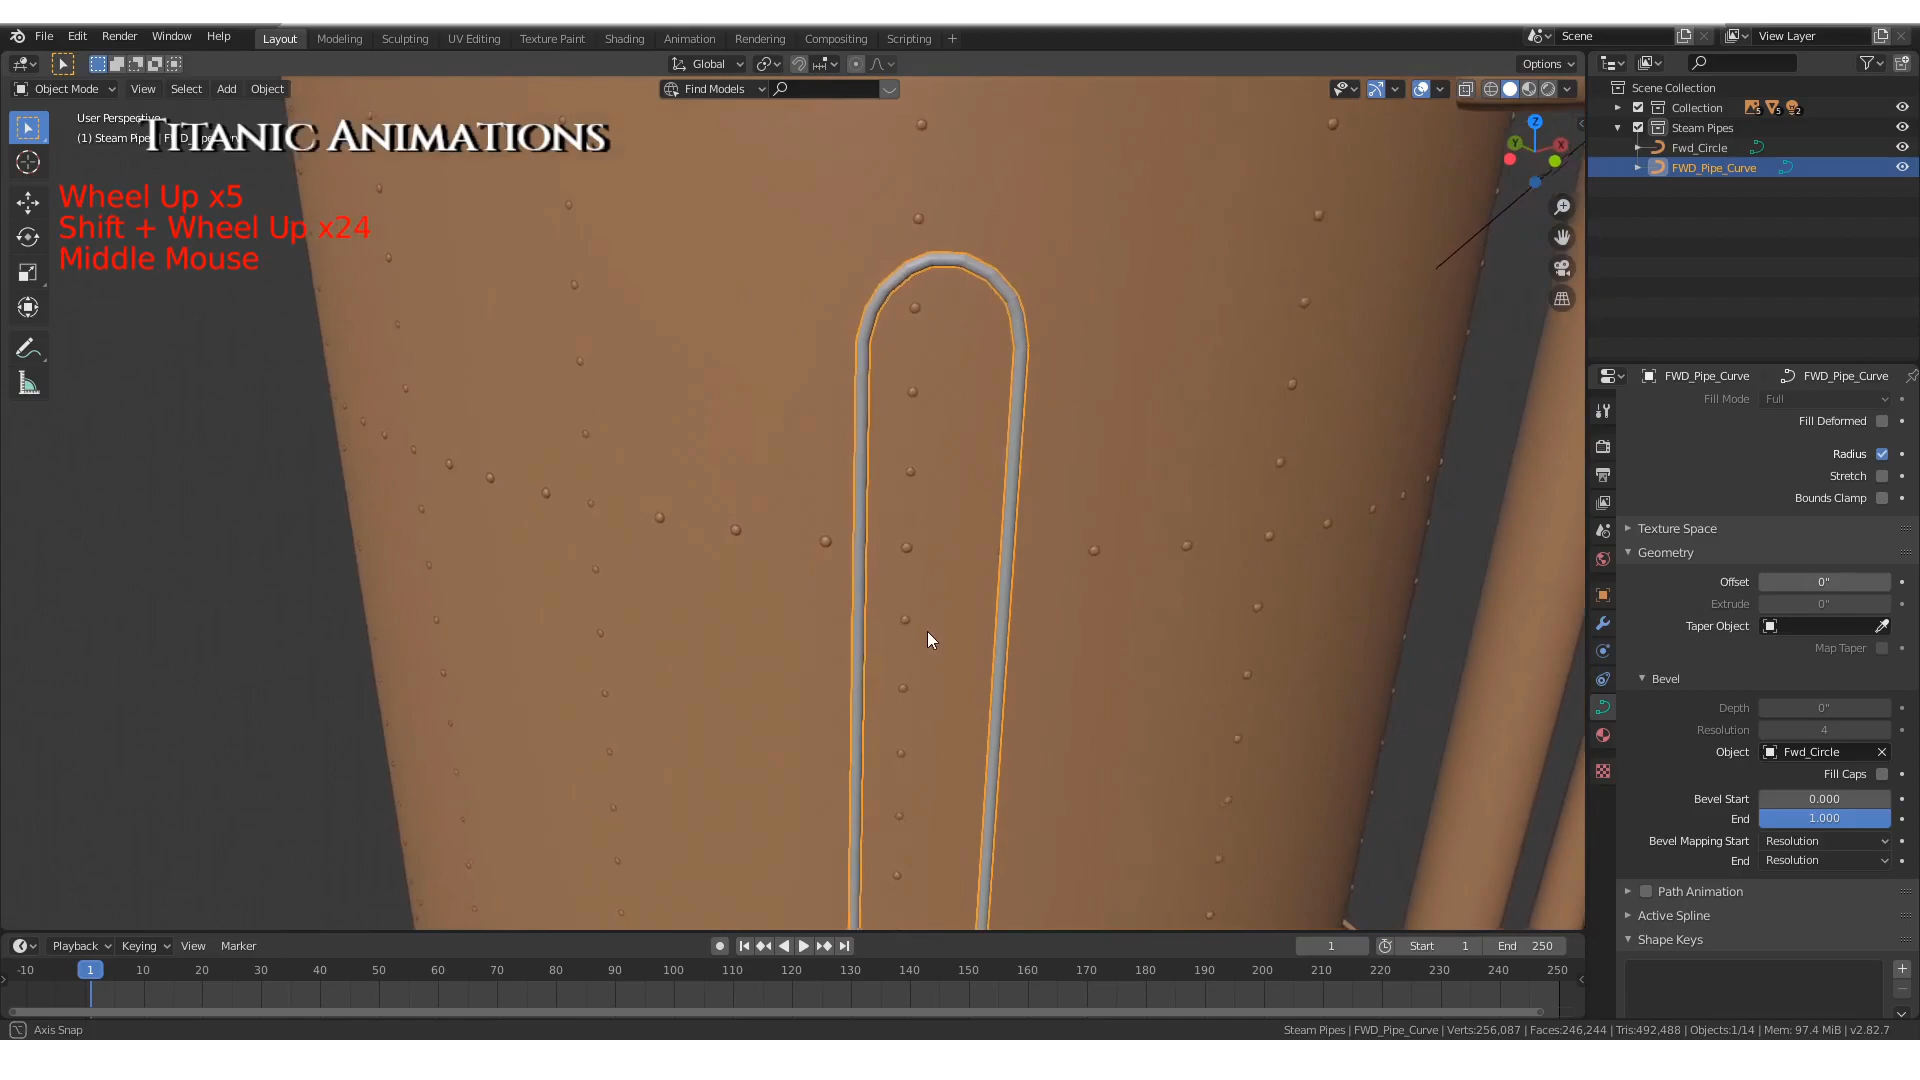 File Edit Render Window Help Layout Modeling Sculpting UV Editing Texture Paint Shading Animation Rendering Compositing Scripting + Scene View Layer
Global Options
Object Mode View Select Add Object Find Models
Scene Collection
Collection 5 5 2
Steam Pipes
Fwd_Circle
FWD_Pipe_Curve
User Perspective
(1) Steam Pip
Titanic Animations
Wheel Up x5
Shift + Wheel Up x24
Middle Mouse
Z
Y X
FWD_Pipe_Curve FWD_Pipe_Curve
Fill Mode Full
Fill Deformed
Radius
Stretch
Bounds Clamp
Texture Space
Geometry
Offset 0"
Extrude 0"
Taper Object
Map Taper
Bevel
Depth 0"
Resolution 4
Object Fwd_Circle
Fill Caps
Bevel Start 0.000
End 1.000
Bevel Mapping Start Resolution
End Resolution
Path Animation
Active Spline
Shape Keys
Playback Keying View Marker 1 Start 1 End 250
-10 1 10 20 30 40 50 60 70 80 90 100 110 120 130 140 150 160 170 180 190 200 210 220 230 240 250
Axis Snap
Steam Pipes | FWD_Pipe_Curve | Verts:256,087 | Faces:246,244 | Tris:492,488 | Objects:1/14 | Mem: 97.4 MiB | v2.82.7